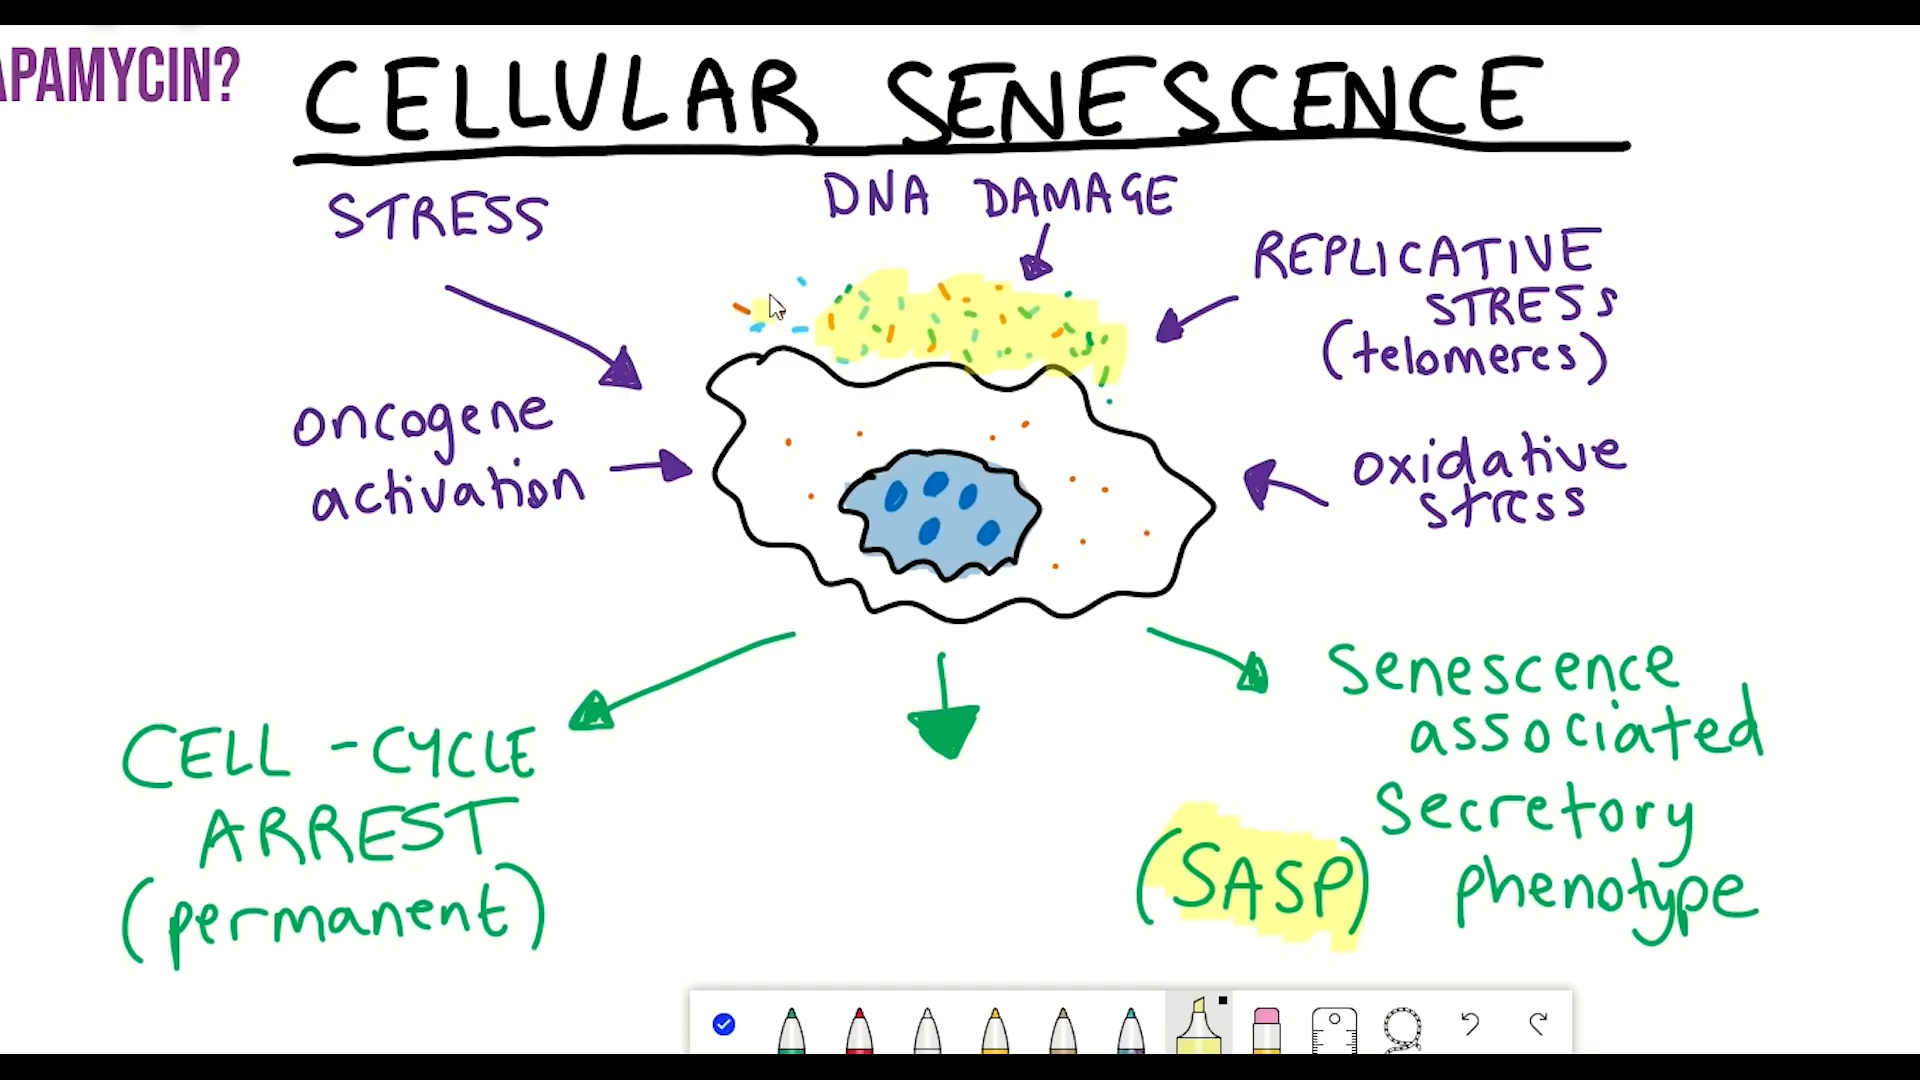 APAMYCIN?
CELLULAR SENESCENCE
STRESS
DNA DAMAGE
REPLICATIVE
STRESS
(telomeres)
oncogene
activation
oxidative
stress
CELL-CYCLE
ARREST
(permanent)
Senescence
associated
Secretory
phenotype
(SASP)